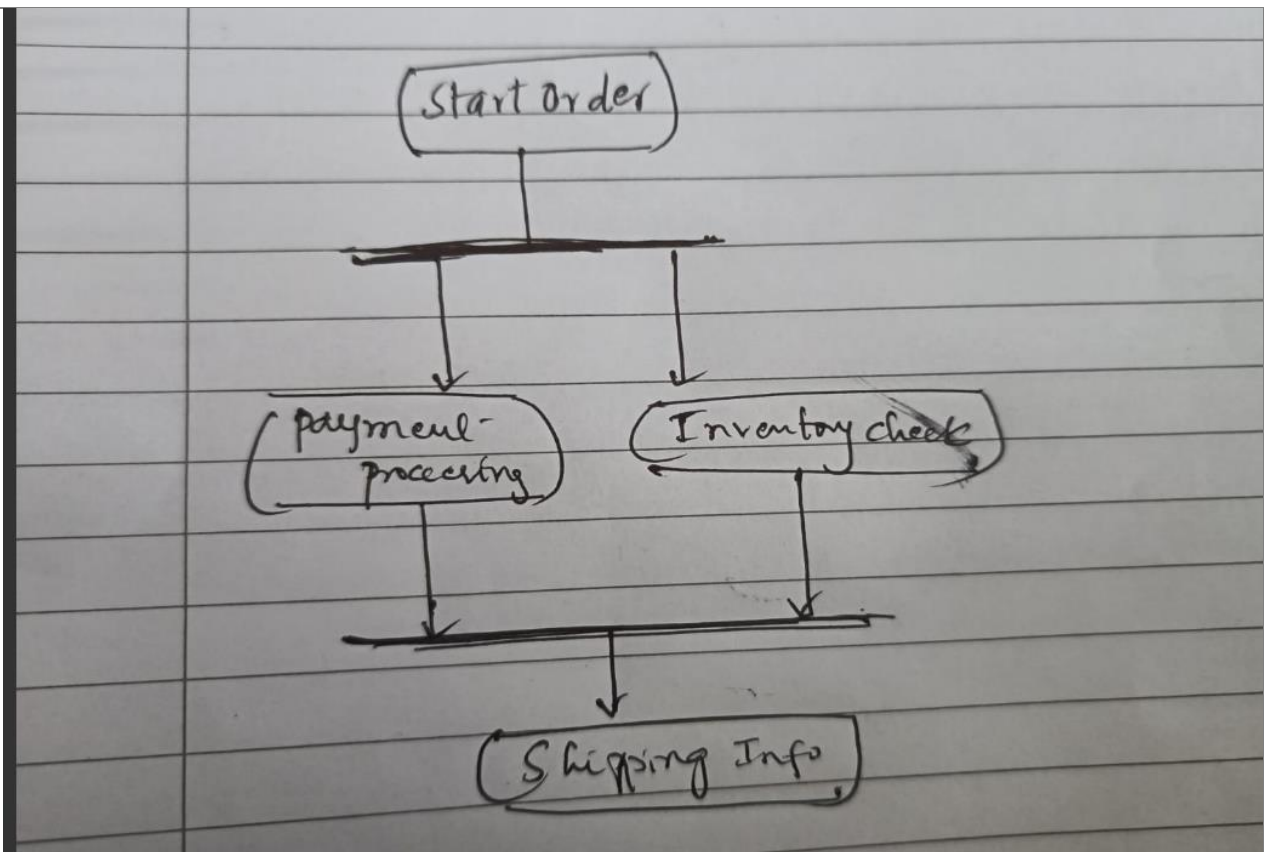 Start Order
Payment
Processing
Inventory check
Shipping Info